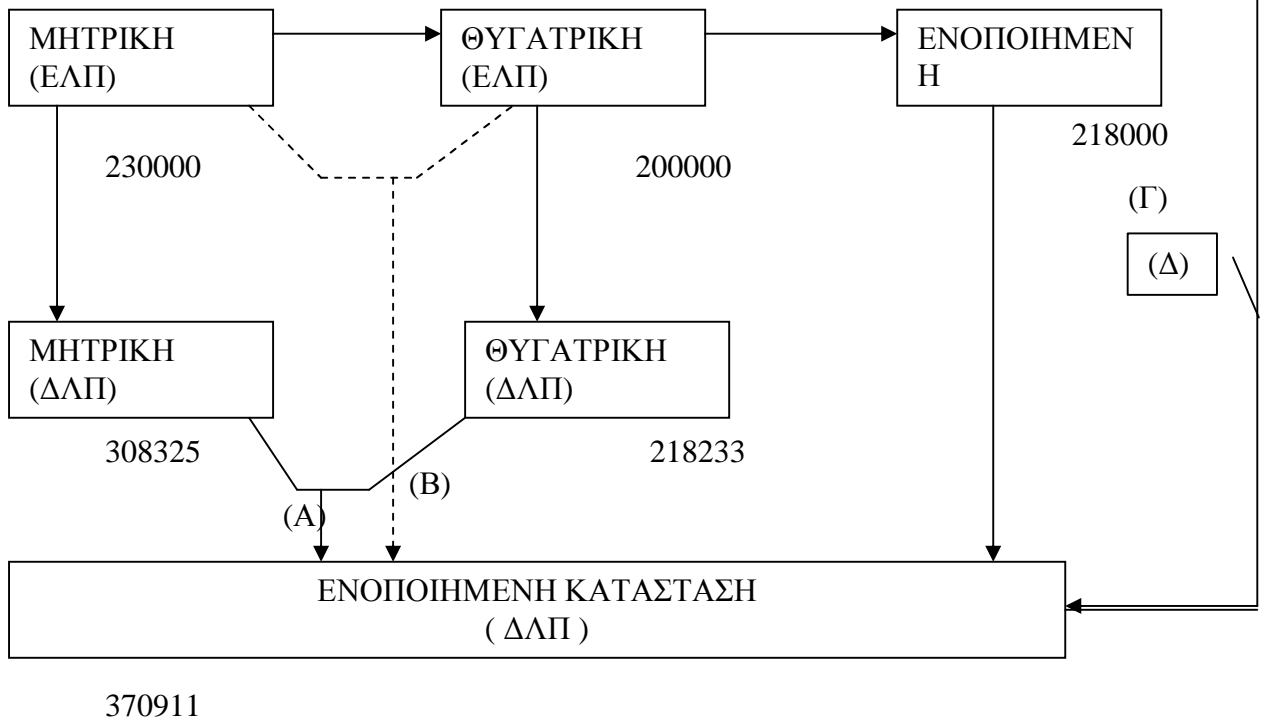 ΜΗΤΡΙΚΗ
(ΕΛΠ)
ΘΥΓΑΤΡΙΚΗ
(ΕΛΠ)
ΕΝΟΠΟΙΗΜΕΝ
Η
230000
200000
218000
(Γ)
(Δ)
ΜΗΤΡΙΚΗ
(ΔΛΠ)
ΘΥΓΑΤΡΙΚΗ
(ΔΛΠ)
308325
218233
(Α)
(Β)
ΕΝΟΠΟΙΗΜΕΝΗ ΚΑΤΑΣΤΑΣΗ
( ΔΛΠ )
370911